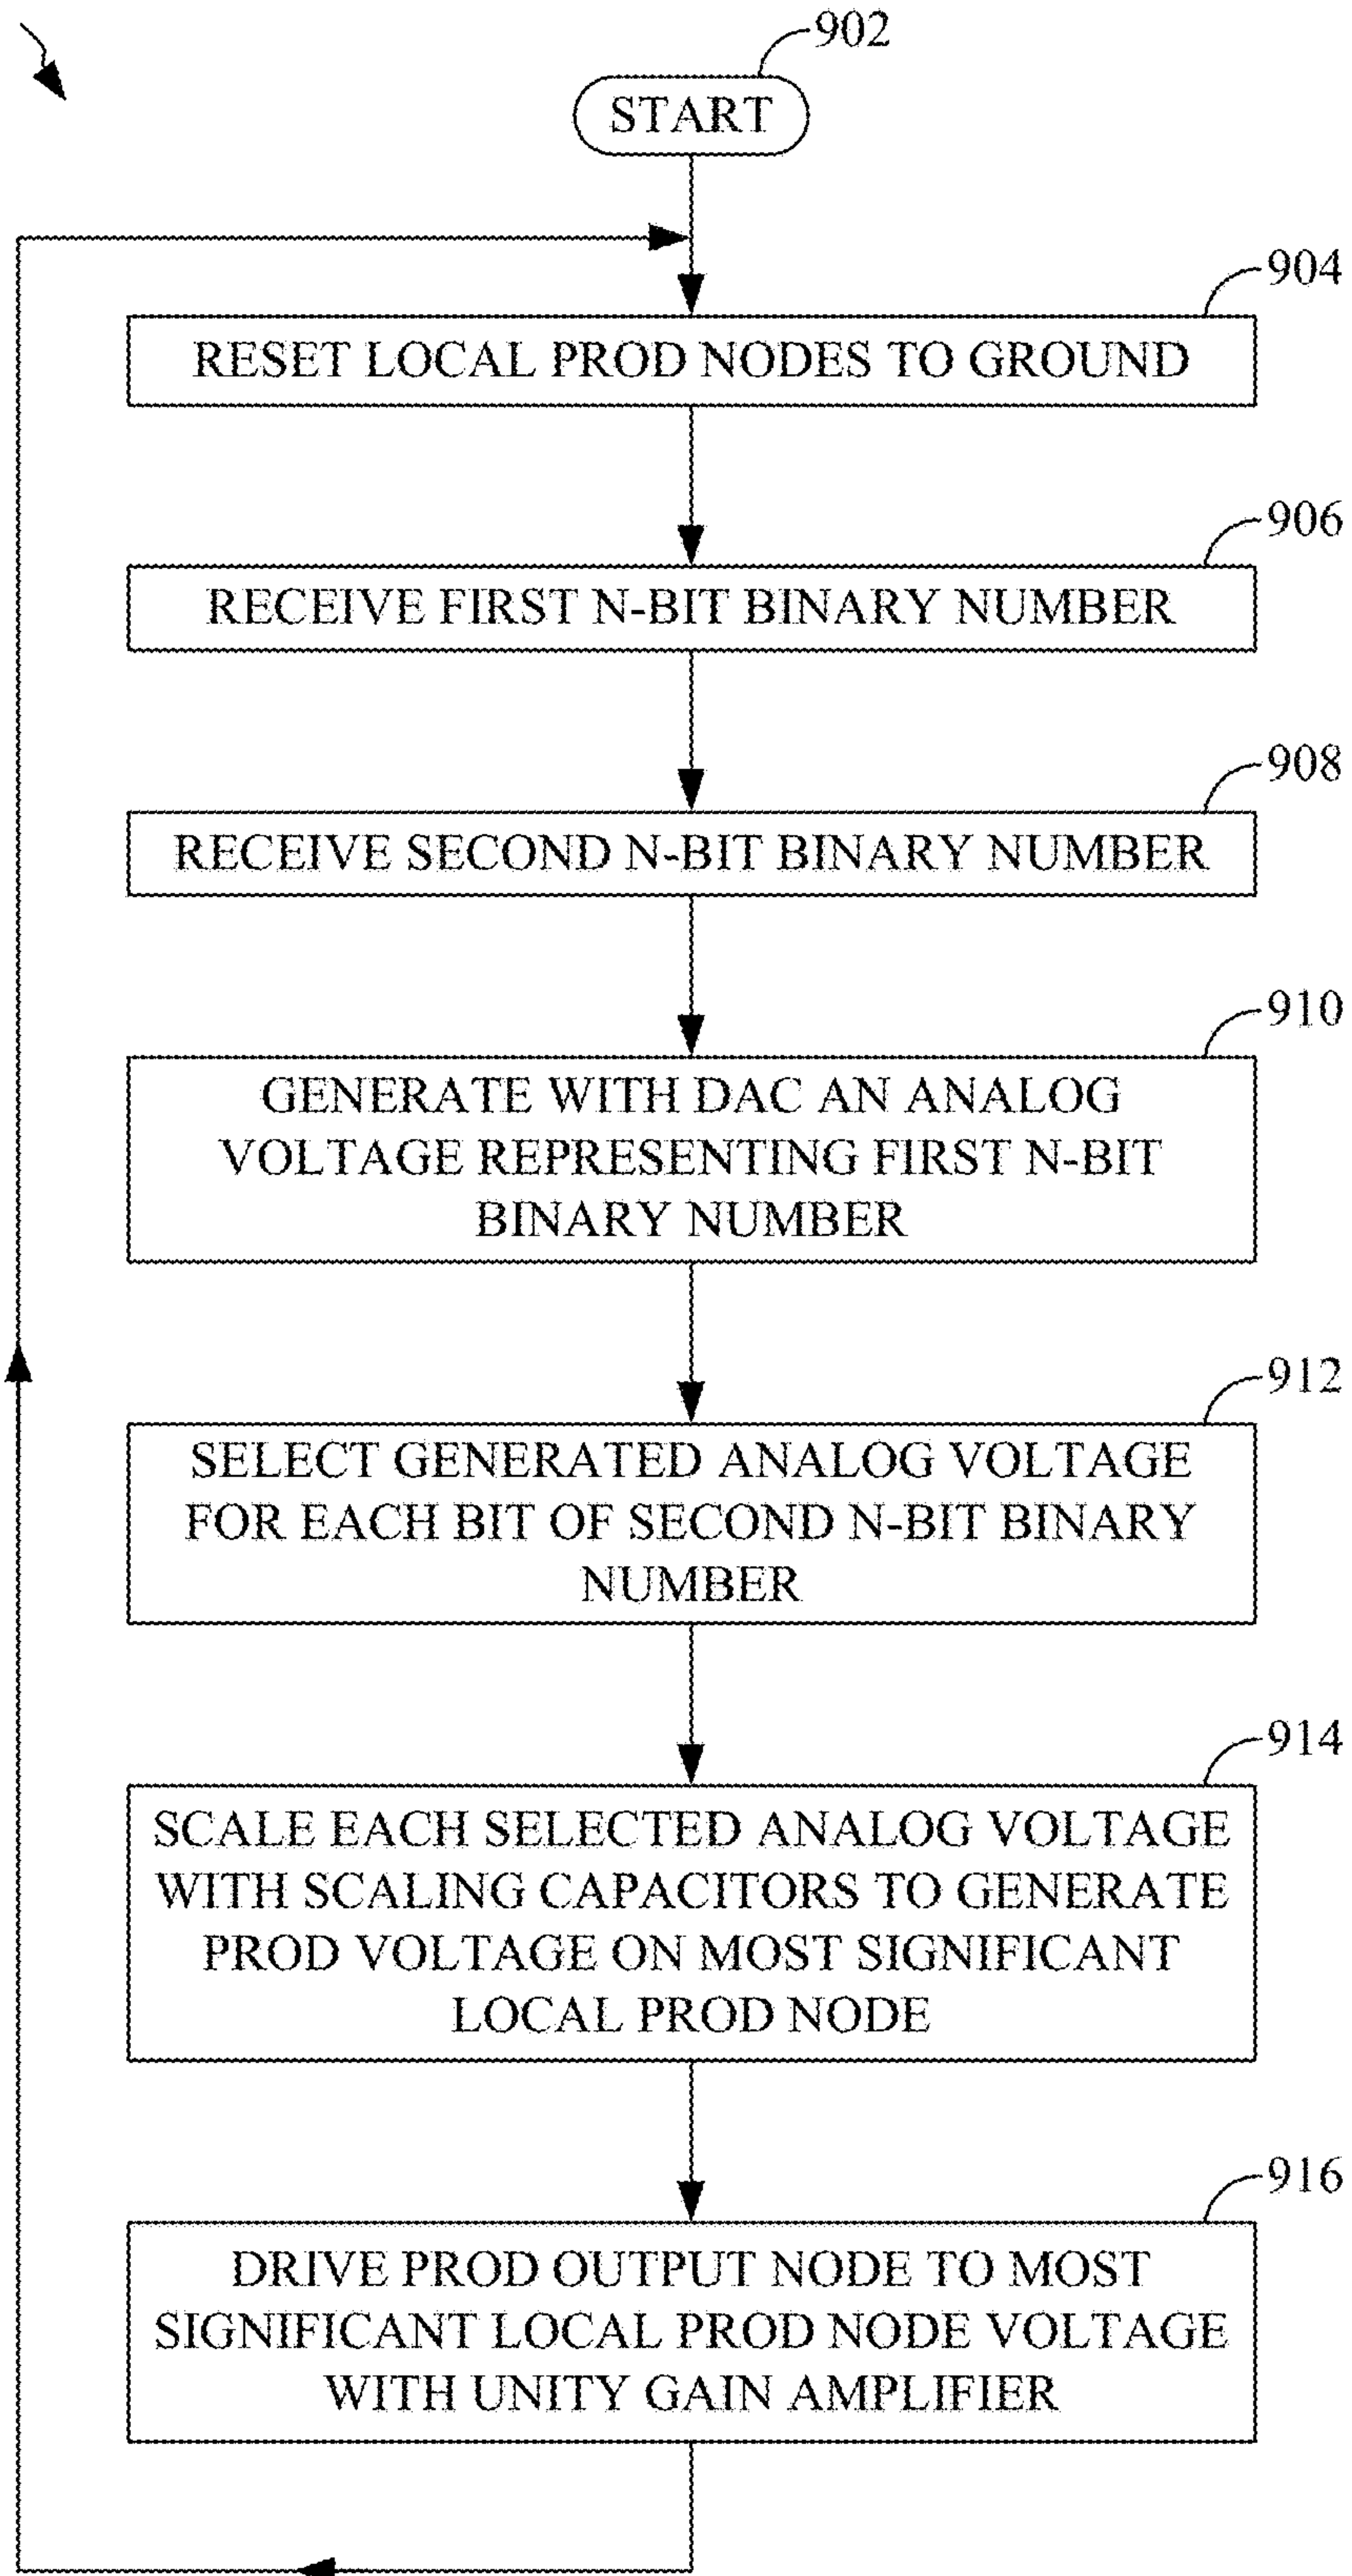 902
START
904
RESET LOCAL PROD NODES TO GROUND
906
RECEIVE FIRST N-BIT BINARY NUMBER
908
RECEIVE SECOND N-BIT BINARY NUMBER
910
GENERATE WITH DAC AN ANALOG
VOLTAGE REPRESENTING FIRST N-BIT
BINARY NUMBER
912
SELECT GENERATED ANALOG VOLTAGE
FOR EACH BIT OF SECOND N-BIT BINARY
NUMBER
914
SCALE EACH SELECTED ANALOG VOLTAGE
WITH SCALING CAPACITORS TO GENERATE
PROD VOLTAGE ON MOST SIGNIFICANT
LOCAL PROD NODE
916
DRIVE PROD OUTPUT NODE TO MOST
SIGNIFICANT LOCAL PROD NODE VOLTAGE
WITH UNITY GAIN AMPLIFIER